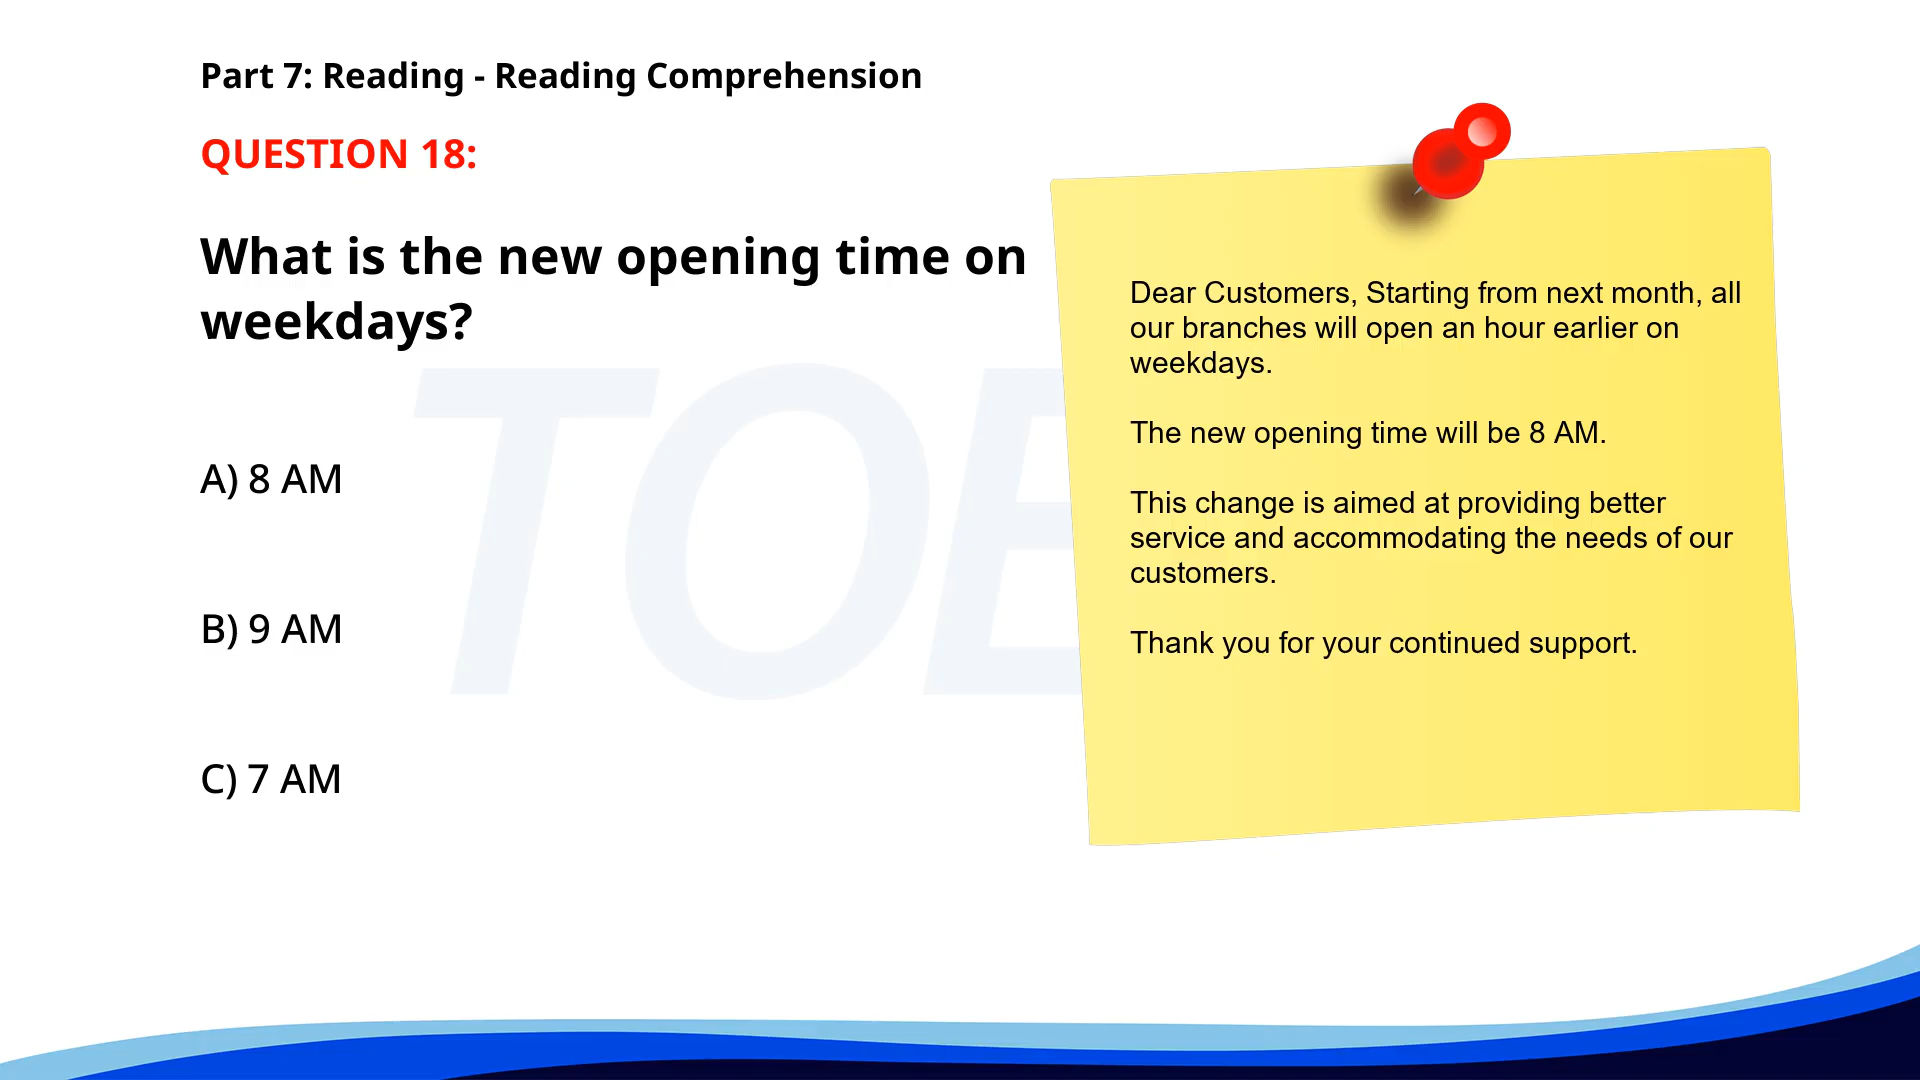 Part 7: Reading - Reading Comprehension
QUESTION 18:
What is the new opening time on
weekdays?
A) 8 AM
B) 9 AM
C) 7 AM
Dear Customers, Starting from next month, all
our branches will open an hour earlier on
weekdays.
The new opening time will be 8 AM.
This change is aimed at providing better
service and accommodating the needs of our
customers.
Thank you for your continued support.
TOE